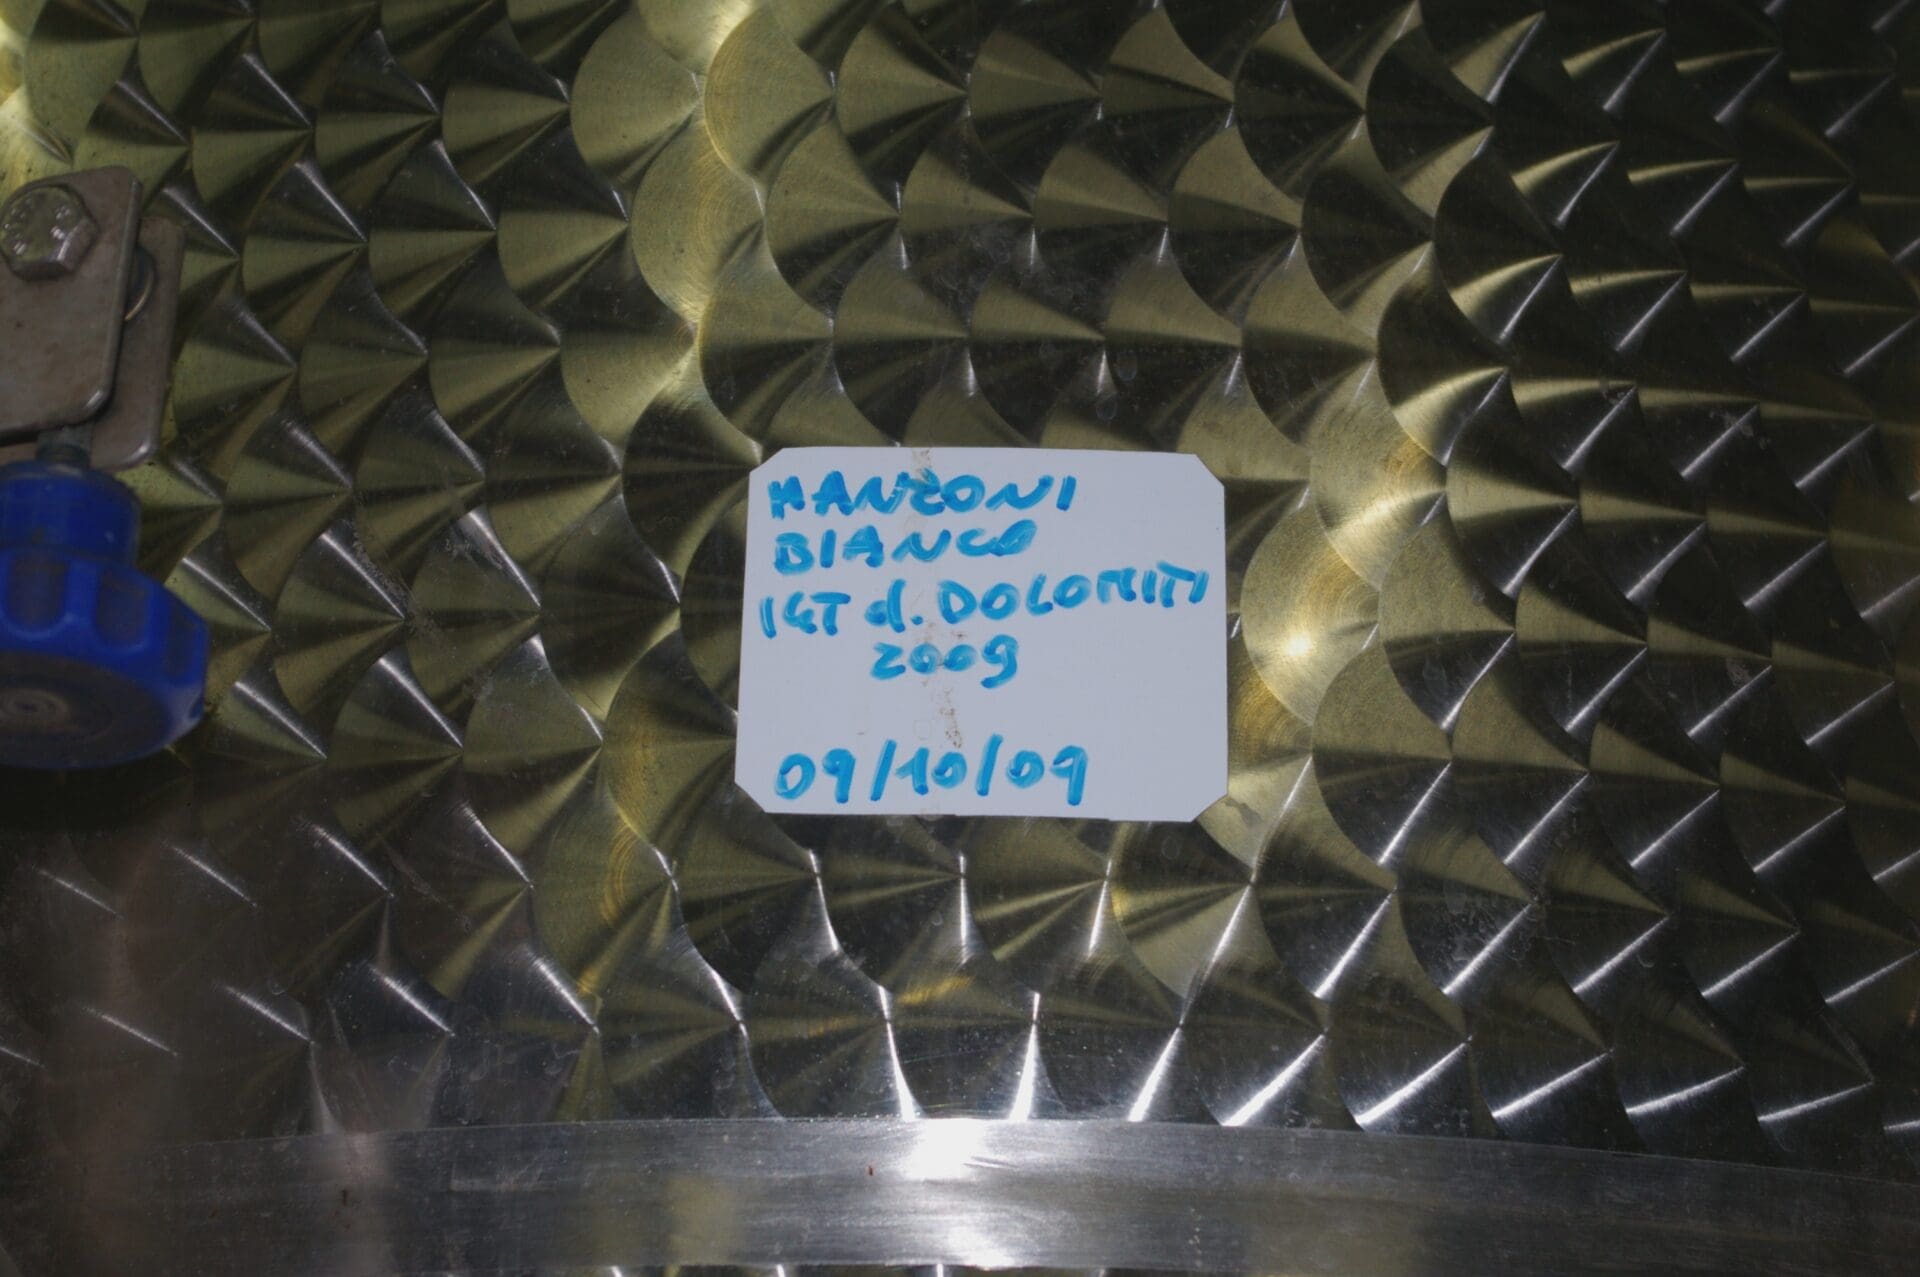 MANZONI
BIANCO
IGT d. DOLOMITI
2009
09/10/09